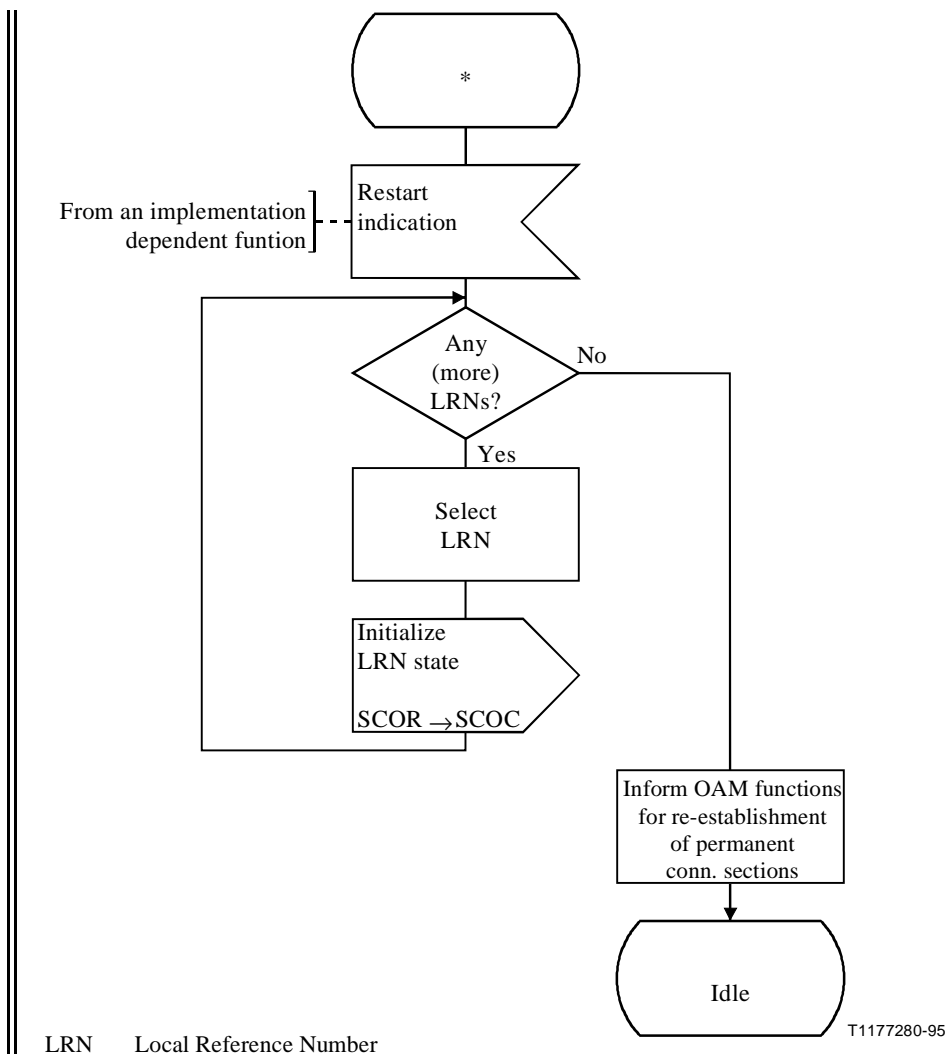 *
Restart
indication
From an implementation
dependent funtion
Any
(more)
LRNs?
No
Yes
Select
LRN
Initialize
LRN state
SCOR → SCOC
Inform OAM functions
for re-establishment
of permanent
conn. sections
Idle
T1177280-95
LRN Local Reference Number